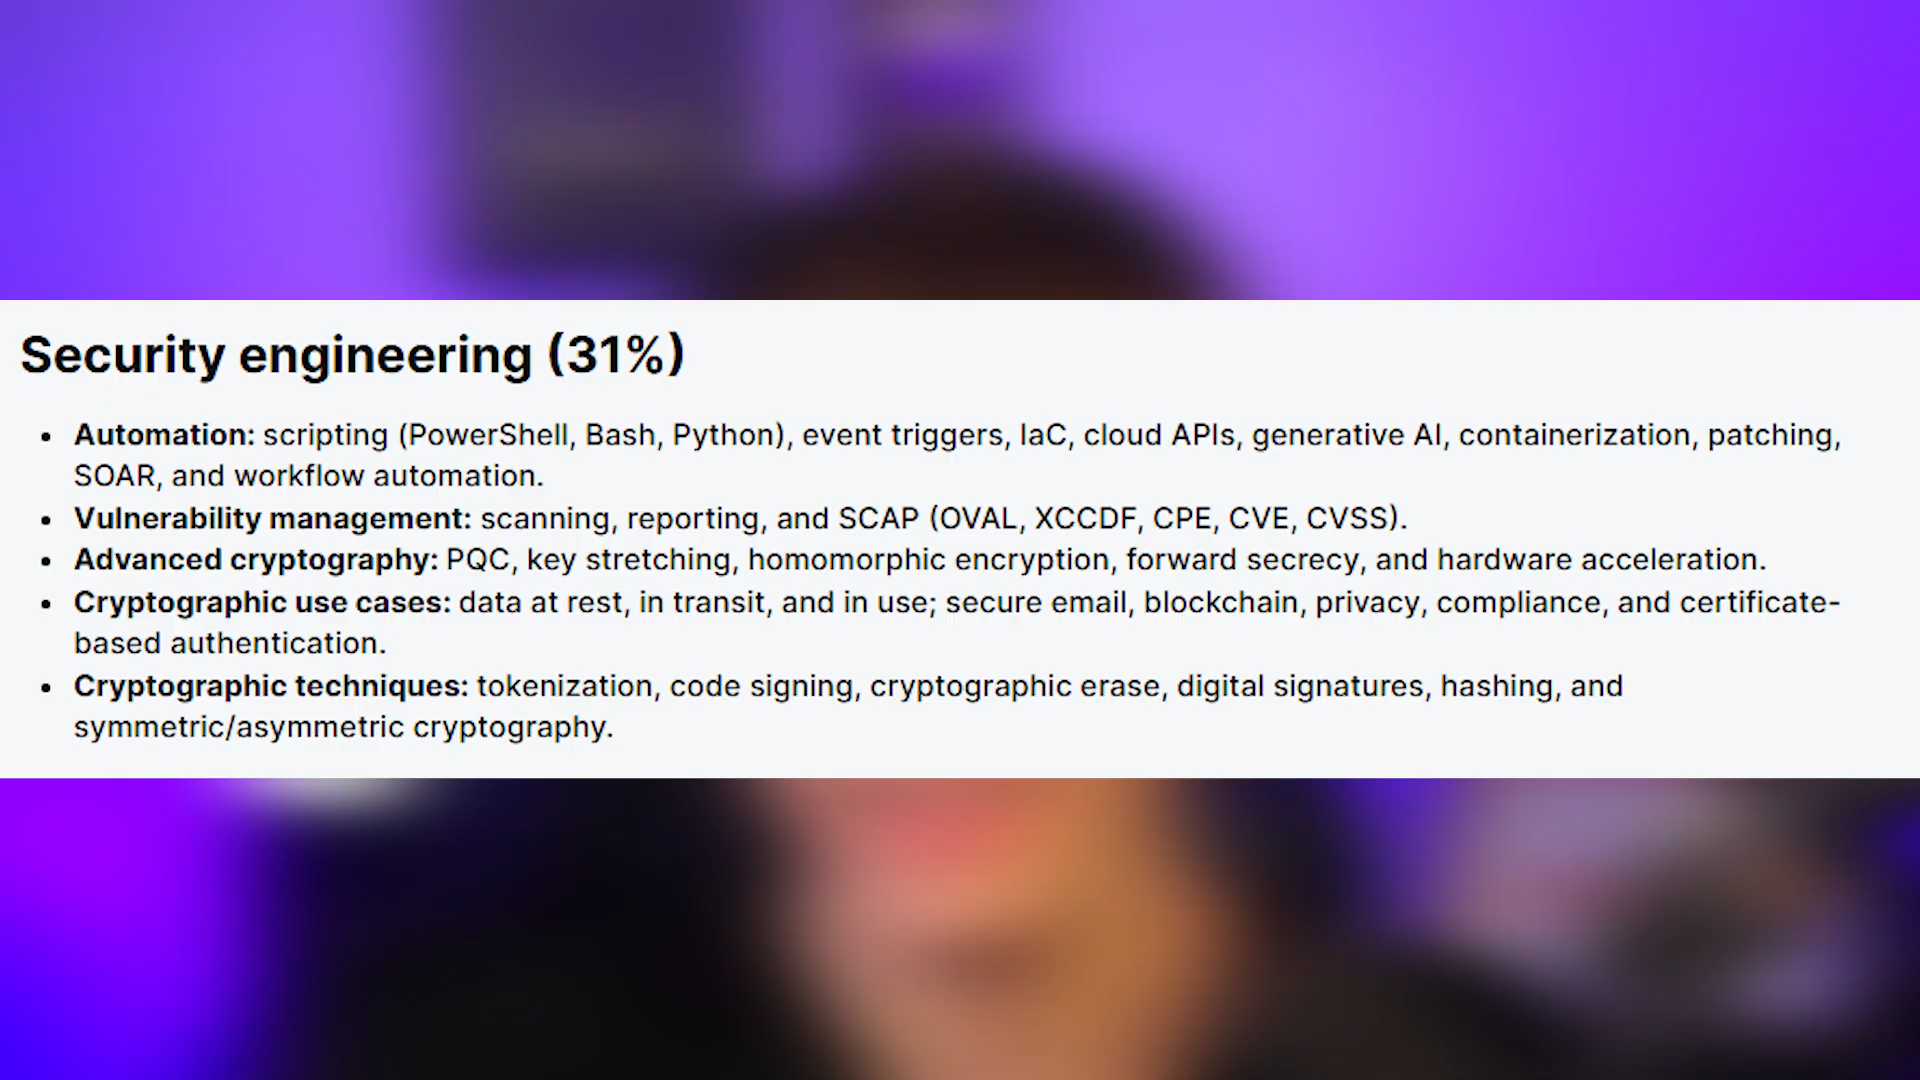 Security engineering (31%)
• Automation: scripting (PowerShell, Bash, Python), event triggers, IaC, cloud APIs, generative AI, containerization, patching,
SOAR, and workflow automation.
• Vulnerability management: scanning, reporting, and SCAP (OVAL, XCCDF, CPE, CVE, CVSS).
• Advanced cryptography: PQC, key stretching, homomorphic encryption, forward secrecy, and hardware acceleration.
• Cryptographic use cases: data at rest, in transit, and in use; secure email, blockchain, privacy, compliance, and certificate-
based authentication.
• Cryptographic techniques: tokenization, code signing, cryptographic erase, digital signatures, hashing, and
symmetric/asymmetric cryptography.